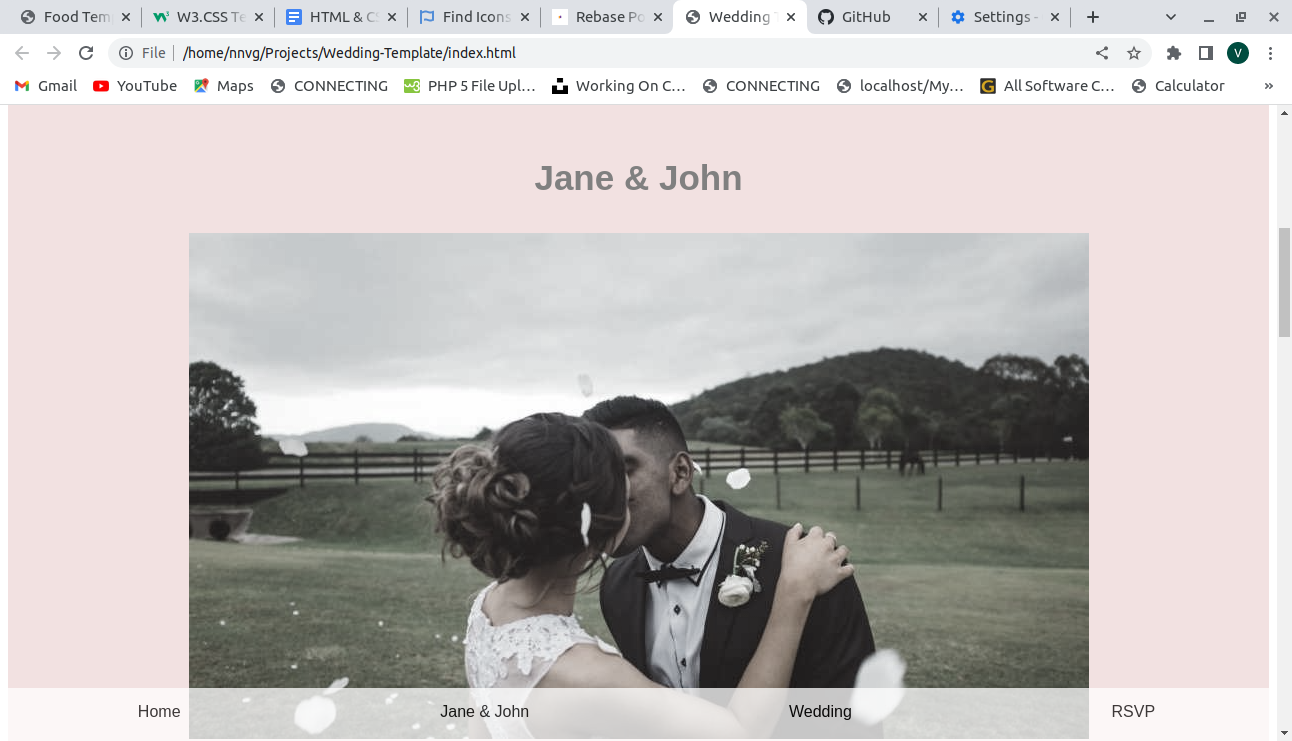 Food Temp W3.CSS Te HTML & CS Find Icons Rebase Po Wedding T GitHub Settings -
File /home/nnvg/Projects/Wedding-Template/index.html V
Gmail YouTube Maps CONNECTING PHP 5 File Upl… Working On C… CONNECTING localhost/My… All Software C… Calculator »
Jane & John
Home Jane & John Wedding RSVP